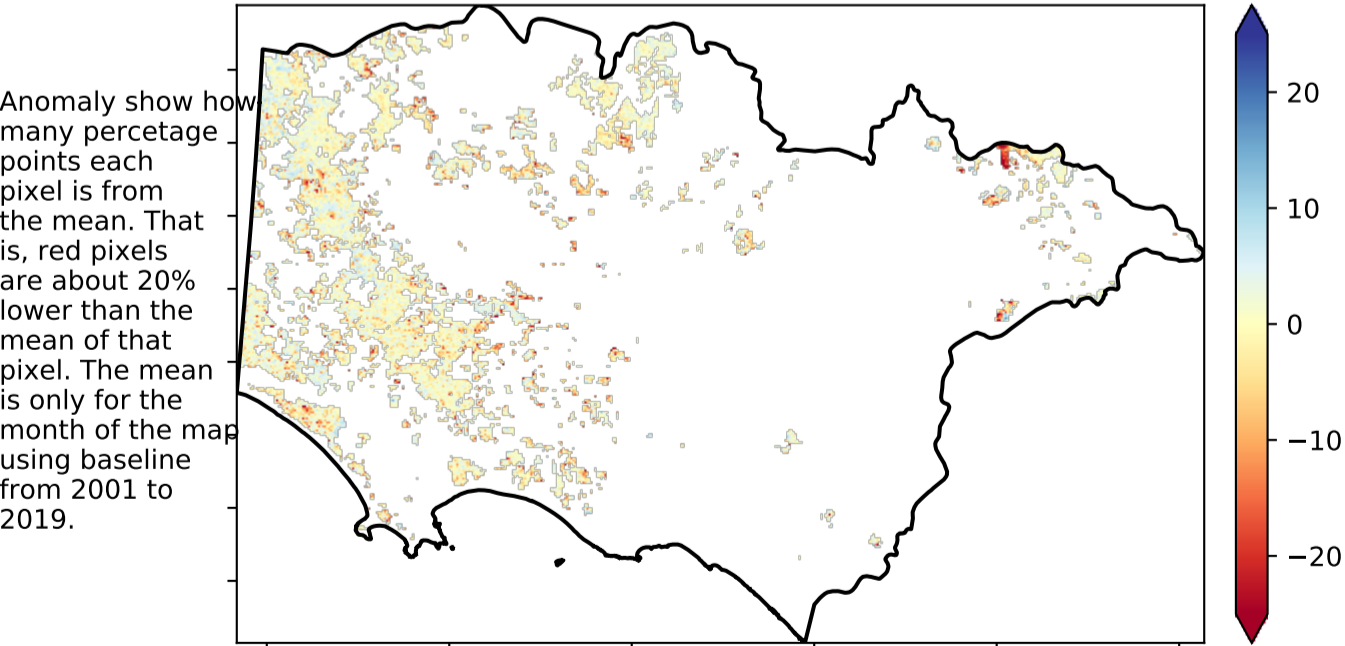 Anomaly show how
many percetage
points each
pixel is from
the mean. That
is, red pixels
are about 20%
lower than the
mean of that
pixel. The mean
is only for the
month of the map
using baseline
from 2001 to
2019.
20
10
0
−10
−20